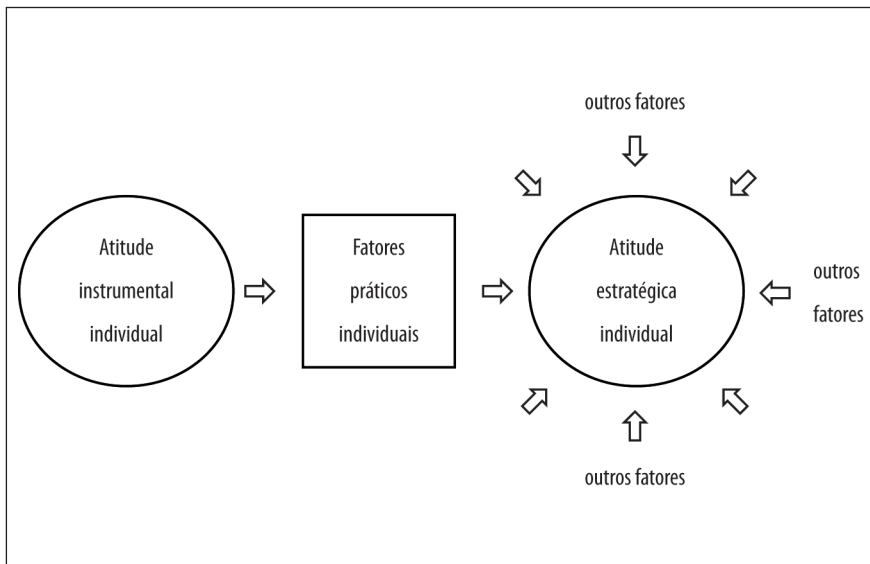 outros fatores
Atitude
instrumental
individual
Fatores
práticos
individuais
Atitude
estratégica
individual
outros
fatores
outros fatores